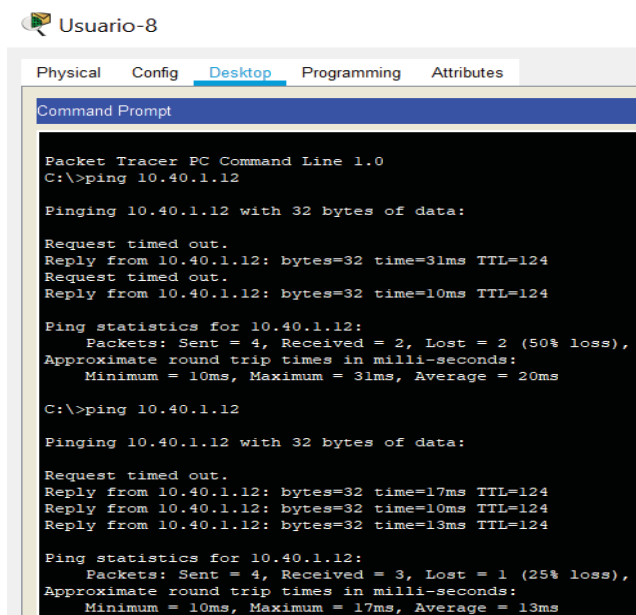 Usuario-8
Physical Config Desktop Programming Attributes
Command Prompt
Packet Tracer PC Command Line 1.0
C:\>ping 10.40.1.12
Pinging 10.40.1.12 with 32 bytes of data:
Request timed out.
Reply from 10.40.1.12: bytes=32 time=31ms TTL=124
Request timed out.
Reply from 10.40.1.12: bytes=32 time=10ms TTL=124
Ping statistics for 10.40.1.12:
Packets: Sent = 4, Received = 2, Lost = 2 (50% loss),
Approximate round trip times in milli-seconds:
Minimum = 10ms, Maximum = 31ms, Average = 20ms
C:\>ping 10.40.1.12
Pinging 10.40.1.12 with 32 bytes of data:
Request timed out.
Reply from 10.40.1.12: bytes=32 time=17ms TTL=124
Reply from 10.40.1.12: bytes=32 time=10ms TTL=124
Reply from 10.40.1.12: bytes=32 time=13ms TTL=124
Ping statistics for 10.40.1.12:
Packets: Sent = 4, Received = 3, Lost = 1 (25% loss),
Approximate round trip times in milli-seconds:
Minimum = 10ms, Maximum = 17ms, Average = 13ms